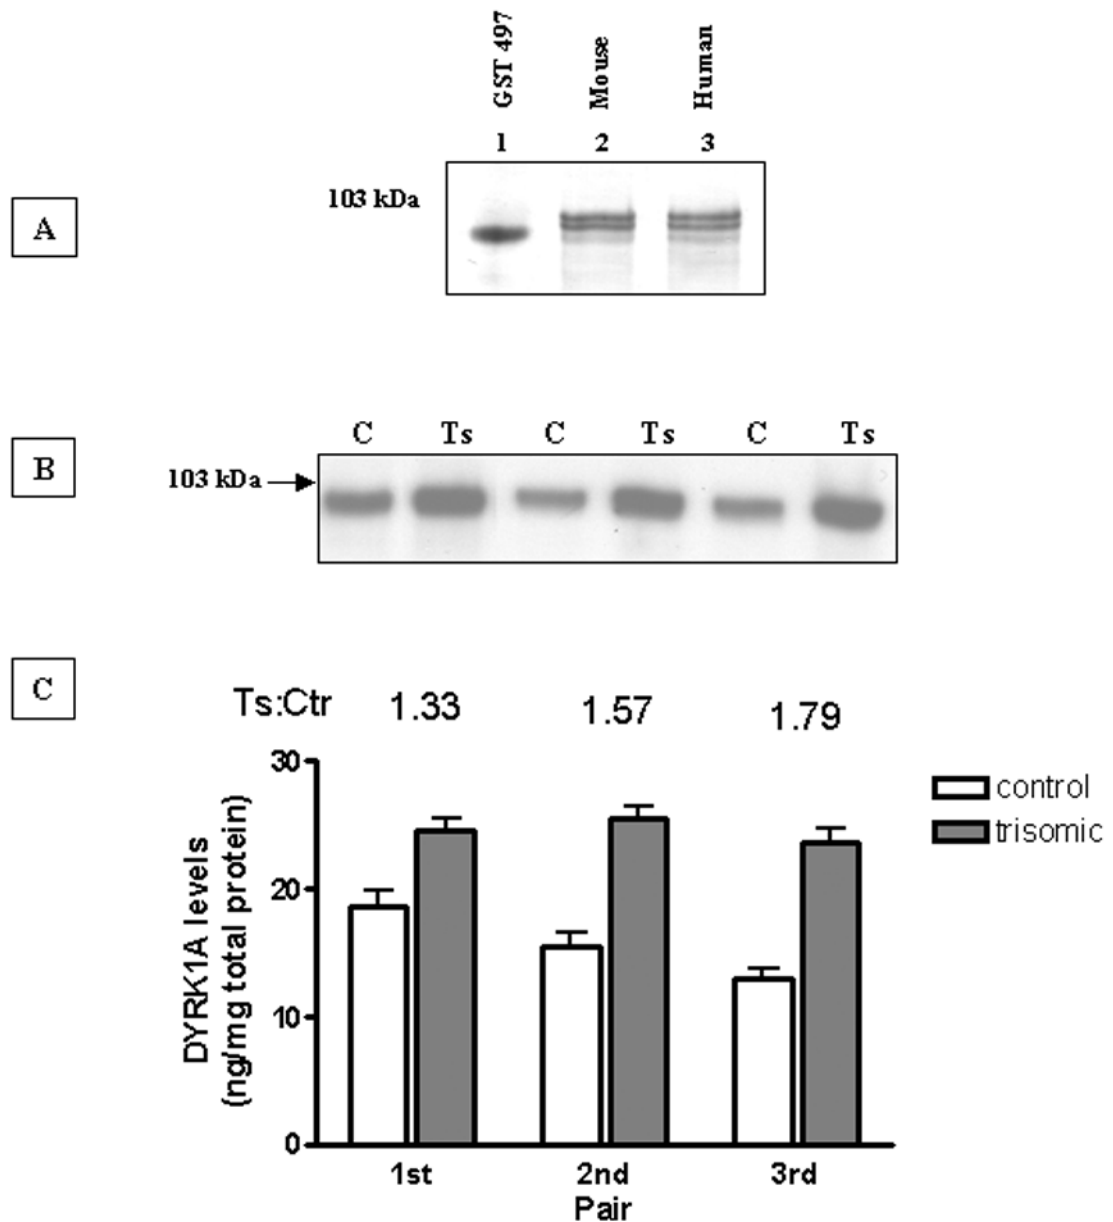 GST 497
Mouse
Human
1 2 3
A
103 kDa
B
C Ts C Ts C Ts
103 kDa
C
Ts:Ctr 1.33 1.57 1.79
30
20
10
0
DYRK1A levels
(ng/mg total protein)
control
trisomic
1st 2nd 3rd
Pair